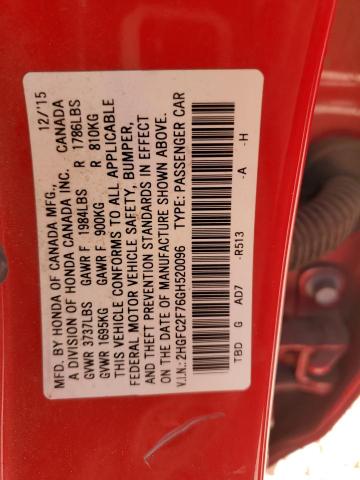 MFD. BY HONDA OF CANADA MFG., 12/'15
A DIVISION OF HONDA CANADA INC. CANADA
GVWR 3737LBS GAWR F 1984LBS R 1786LBS
GVWR 1695KG GAWR F 900KG R 810KG
THIS VEHICLE CONFORMS TO ALL APPLICABLE
FEDERAL MOTOR VEHICLE SAFETY, BUMPER,
AND THEFT PREVENTION STANDARDS IN EFFECT
ON THE DATE OF MANUFACTURE SHOWN ABOVE.
V.I.N.:2HGFC2F76GH520096 TYPE: PASSENGER CAR
TBD G AD7 -R513 -A -H